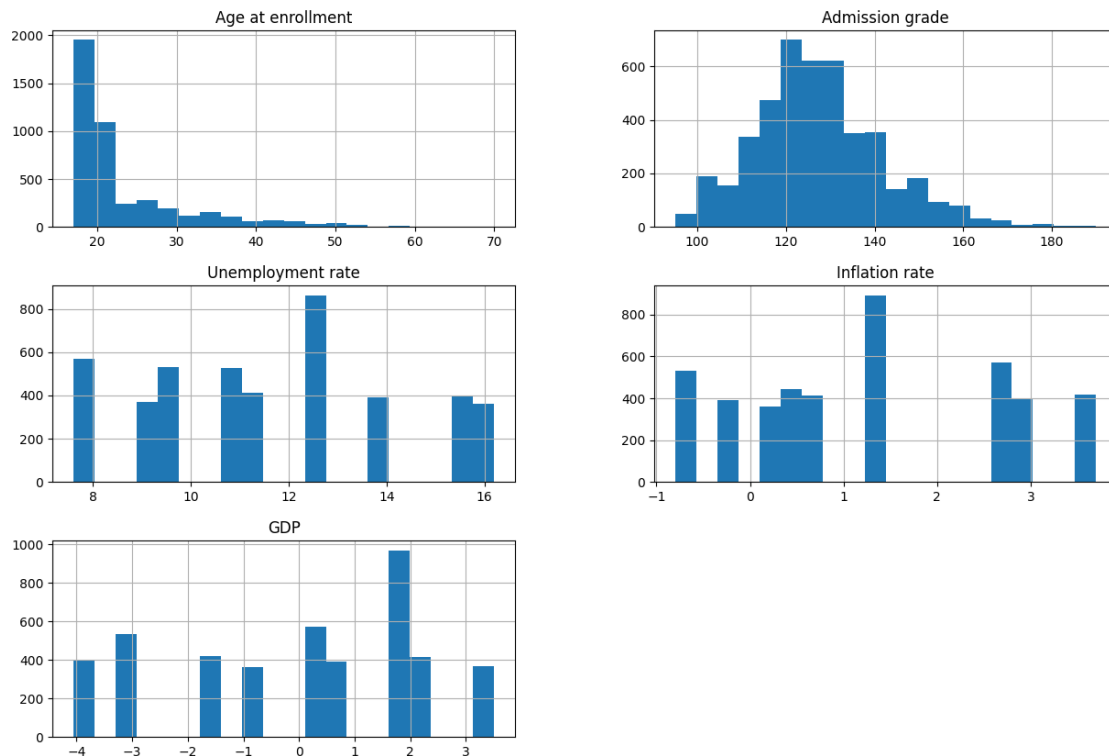 Age at enrollment
2000
1500
1000
500
0
20 30 40 50 60 70
Admission grade
600
400
200
0
100 120 140 160 180
Unemployment rate
800
600
400
200
0
8 10 12 14 16
Inflation rate
800
600
400
200
0
−1 0 1 2 3
GDP
1000
800
600
400
200
0
−4 −3 −2 −1 0 1 2 3